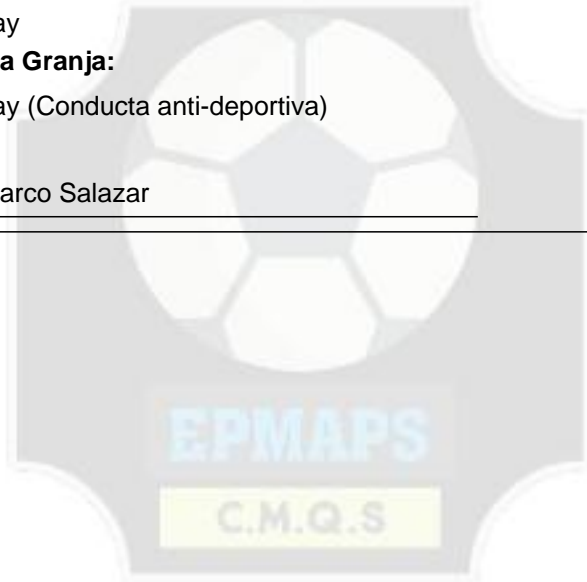 ay
a Granja:
ay (Conducta anti-deportiva)
arco Salazar
EPMAPS
C.M.Q.S